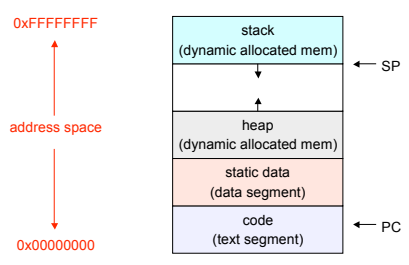 0xFFFFFFFF
address space
0x00000000
stack
(dynamic allocated mem)
SP
heap
(dynamic allocated mem)
static data
(data segment)
code
(text segment)
PC